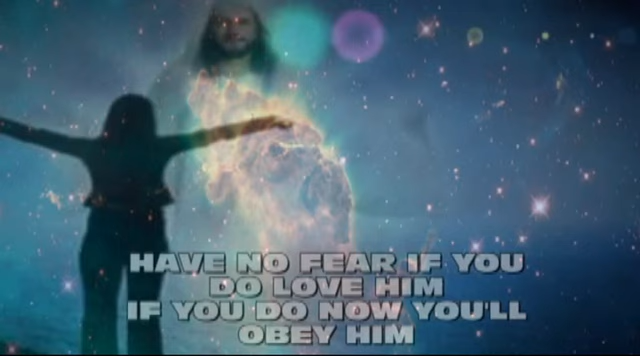 HAVE NO FEAR IF YOU
DO LOVE HIM
IF YOU DO NOW YOU'LL
OBEY HIM